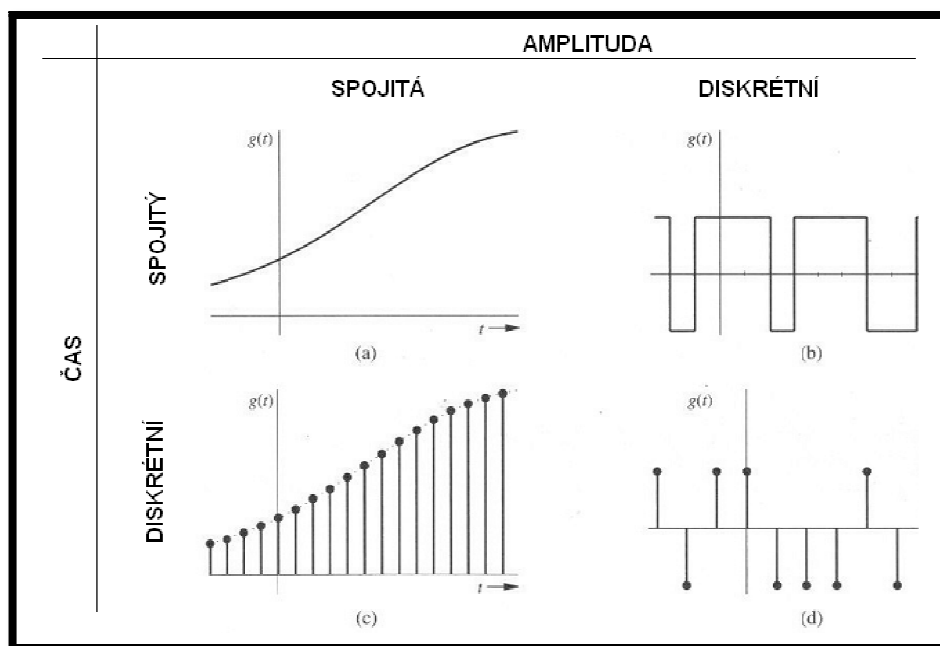 AMPLITUDA
SPOJITÁ
DISKRÉTNÍ
ČAS
SPOJITÝ
g(t)
t
(a)
g(t)
(b)
DISKRÉTNÍ
g(t)
t
(c)
g(t)
(d)